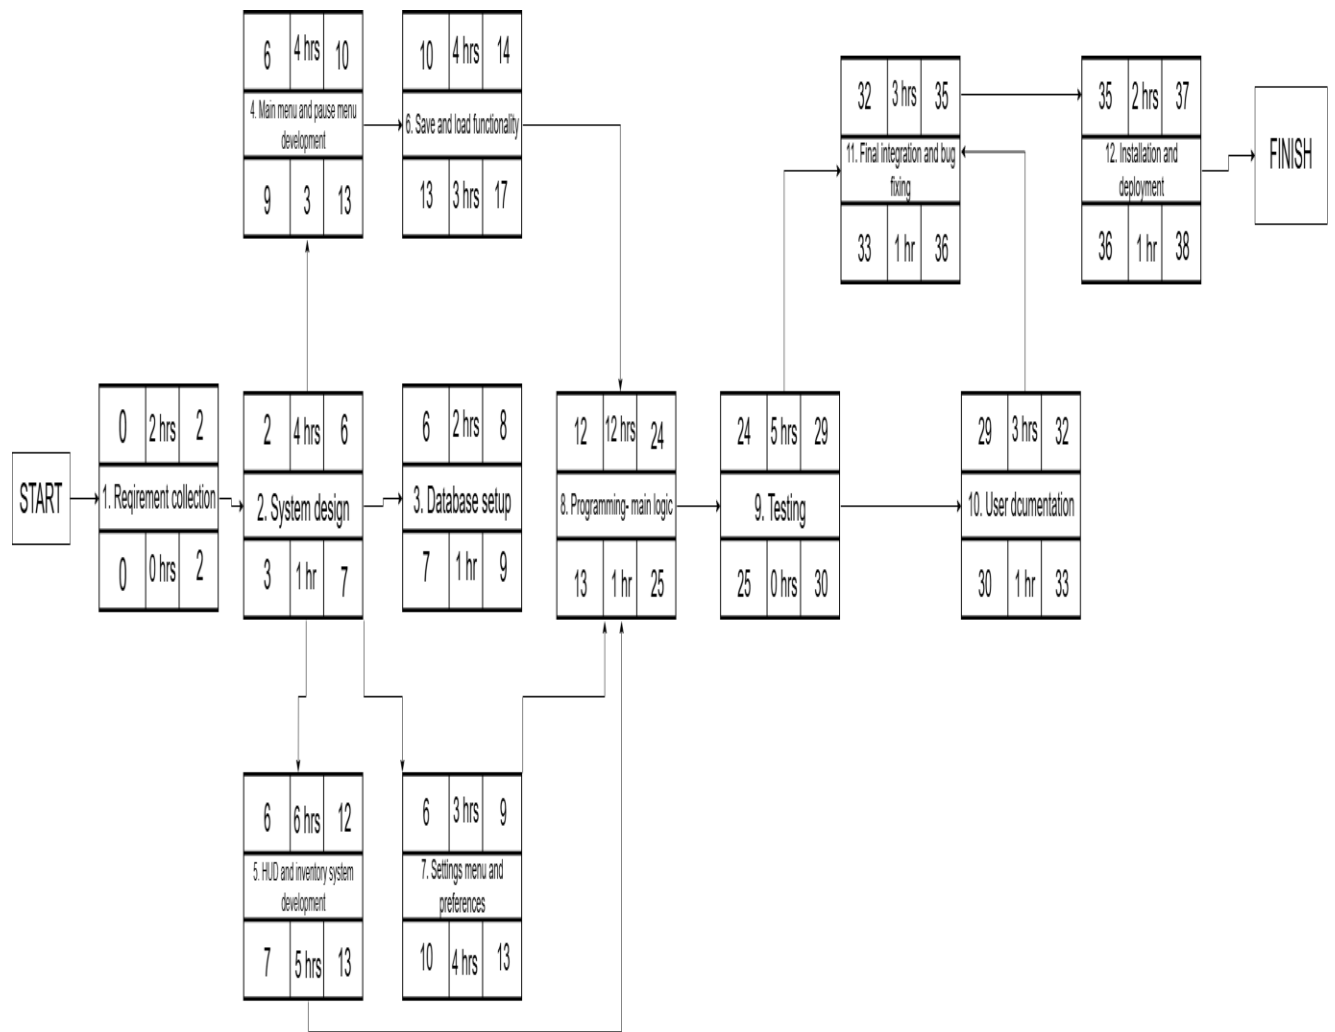 START
0 2 hrs 2
1. Reqirement collection
0 0 hrs 2
2 4 hrs 6
2. System design
3 1 hr 7
6 4 hrs 10
4. Main menu and pause menu
development
9 3 13
10 4 hrs 14
6. Save and load functionality
13 3 hrs 17
6 2 hrs 8
3. Database setup
7 1 hr 9
6 6 hrs 12
5. HUD and inventory system
development
7 5 hrs 13
6 3 hrs 9
7. Settings menu and
preferences
10 4 hrs 13
12 12 hrs 24
8. Programming- main logic
13 1 hr 25
24 5 hrs 29
9. Testing
25 0 hrs 30
29 3 hrs 32
10. User dcumentation
30 1 hr 33
32 3 hrs 35
11. Final integration and bug
fixing
33 1 hr 36
35 2 hrs 37
12. Installation and
deployment
36 1 hr 38
FINISH